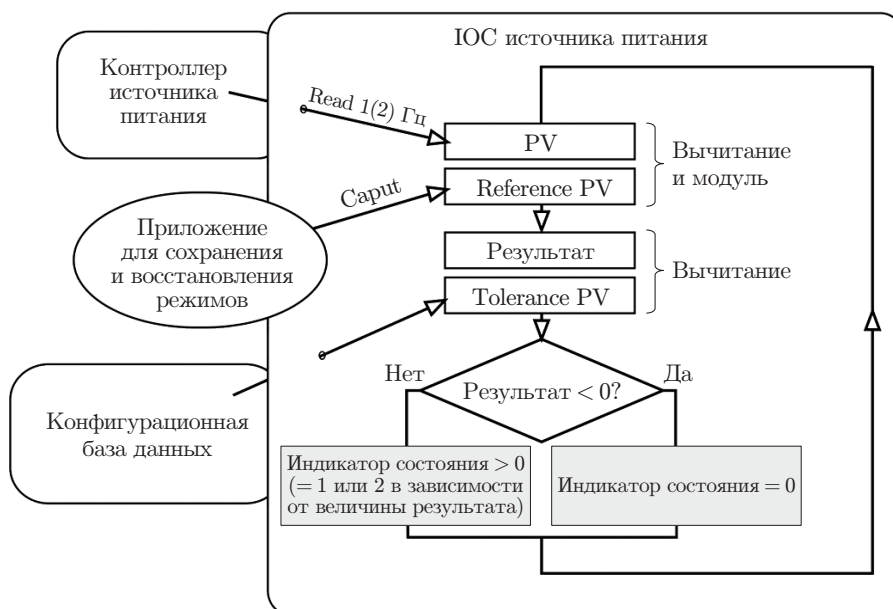 IOC источника питания
Контроллер
источника
питания
Read 1(2) Гц
PV
Reference PV
Вычитание
и модуль
Caput
Приложение
для сохранения
и восстановления
режимов
Результат
Tolerance PV
Вычитание
Нет
Результат < 0?
Да
Конфигурационная
база данных
Индикатор состояния > 0
(= 1 или 2 в зависимости
от величины результата)
Индикатор состояния = 0